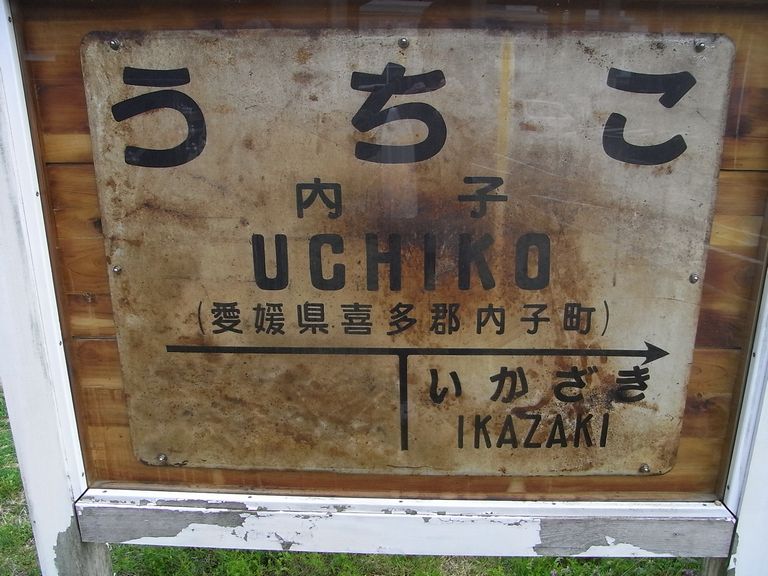 うちこ
内子
UCHIKO
(愛媛県喜多郡内子町)
いかざき
IKAZAKI